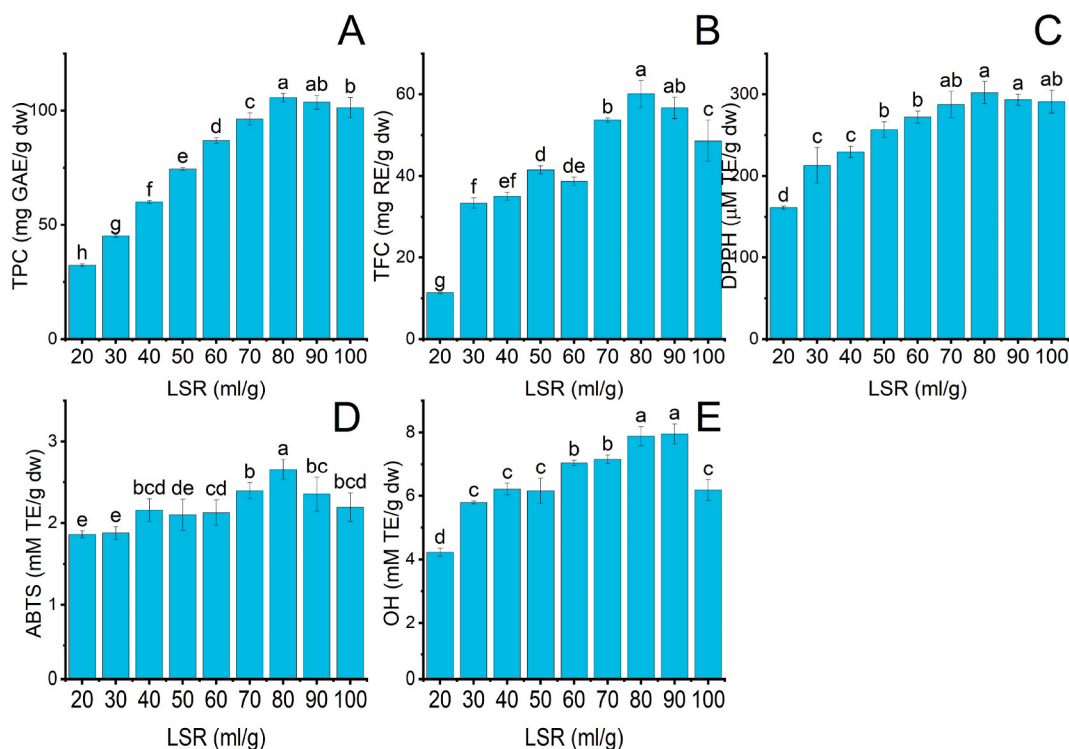 A
TPC (mg GAE/g dw)
100
50
0
h g f e d c a ab b
20 30 40 50 60 70 80 90 100
LSR (ml/g)
B
TFC (mg RE/g dw)
60
40
20
0
g f ef d de b a ab c
20 30 40 50 60 70 80 90 100
LSR (ml/g)
C
DPPH (μM TE/g dw)
300
200
100
0
d c c b b ab a a ab
20 30 40 50 60 70 80 90 100
LSR (ml/g)
D
ABTS (mM TE/g dw)
3
2
1
0
e e bcd de cd b a bc bcd
20 30 40 50 60 70 80 90 100
LSR (ml/g)
E
OH (mM TE/g dw)
8
6
4
2
0
d c c c b b a a c
20 30 40 50 60 70 80 90 100
LSR (ml/g)